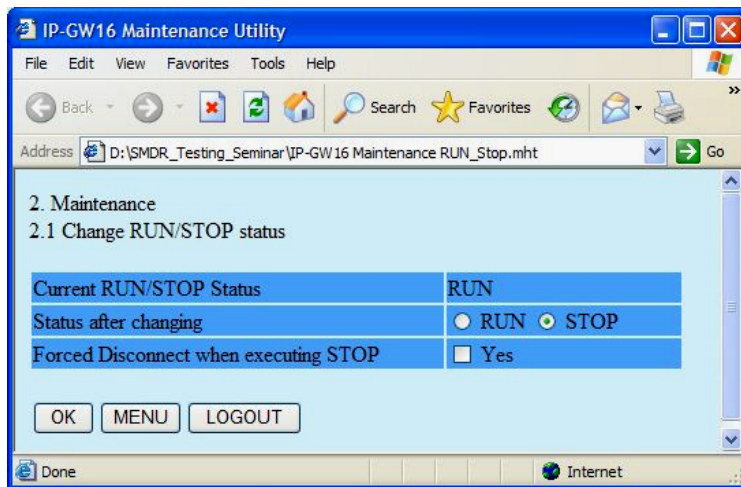 IP-GW16 Maintenance Utility
File Edit View Favorites Tools Help
Back Search Favorites
Address D:\SMDR_Testing_Seminar\IP-GW16 Maintenance RUN_Stop.mht Go
2. Maintenance
2.1 Change RUN/STOP status
Current RUN/STOP Status RUN
Status after changing RUN STOP
Forced Disconnect when executing STOP Yes
OK MENU LOGOUT
Done Internet